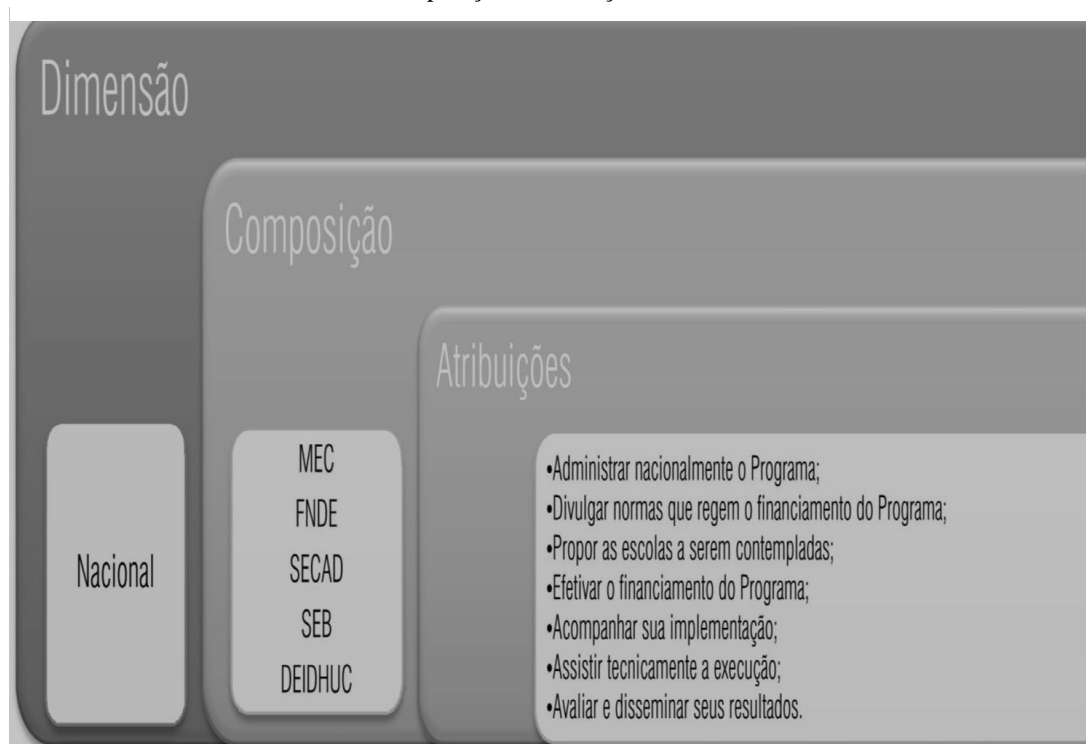 Dimensão
Composição
Atribuições
Nacional
MEC
FNDE
SECAD
SEB
DEIDHUC
•Administrar nacionalmente o Programa;
•Divulgar normas que regem o financiamento do Programa;
•Propor as escolas a serem contempladas;
•Efetivar o financiamento do Programa;
•Acompanhar sua implementação;
•Assistir tecnicamente a execução;
•Avaliar e disseminar seus resultados.